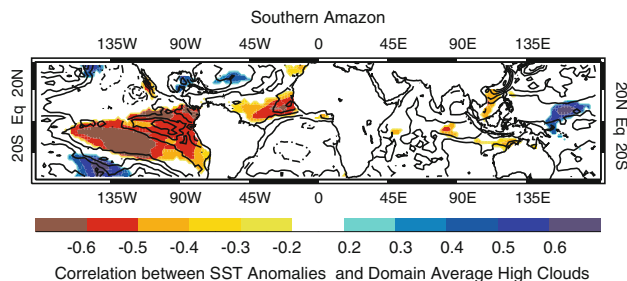 Southern Amazon
135W 90W 45W 0 45E 90E 135E
20S Eq 20N
20N Eq 20S
135W 90W 45W 0 45E 90E 135E
-0.6 -0.5 -0.4 -0.3 -0.2 0.2 0.3 0.4 0.5 0.6
Correlation between SST Anomalies and Domain Average High Clouds